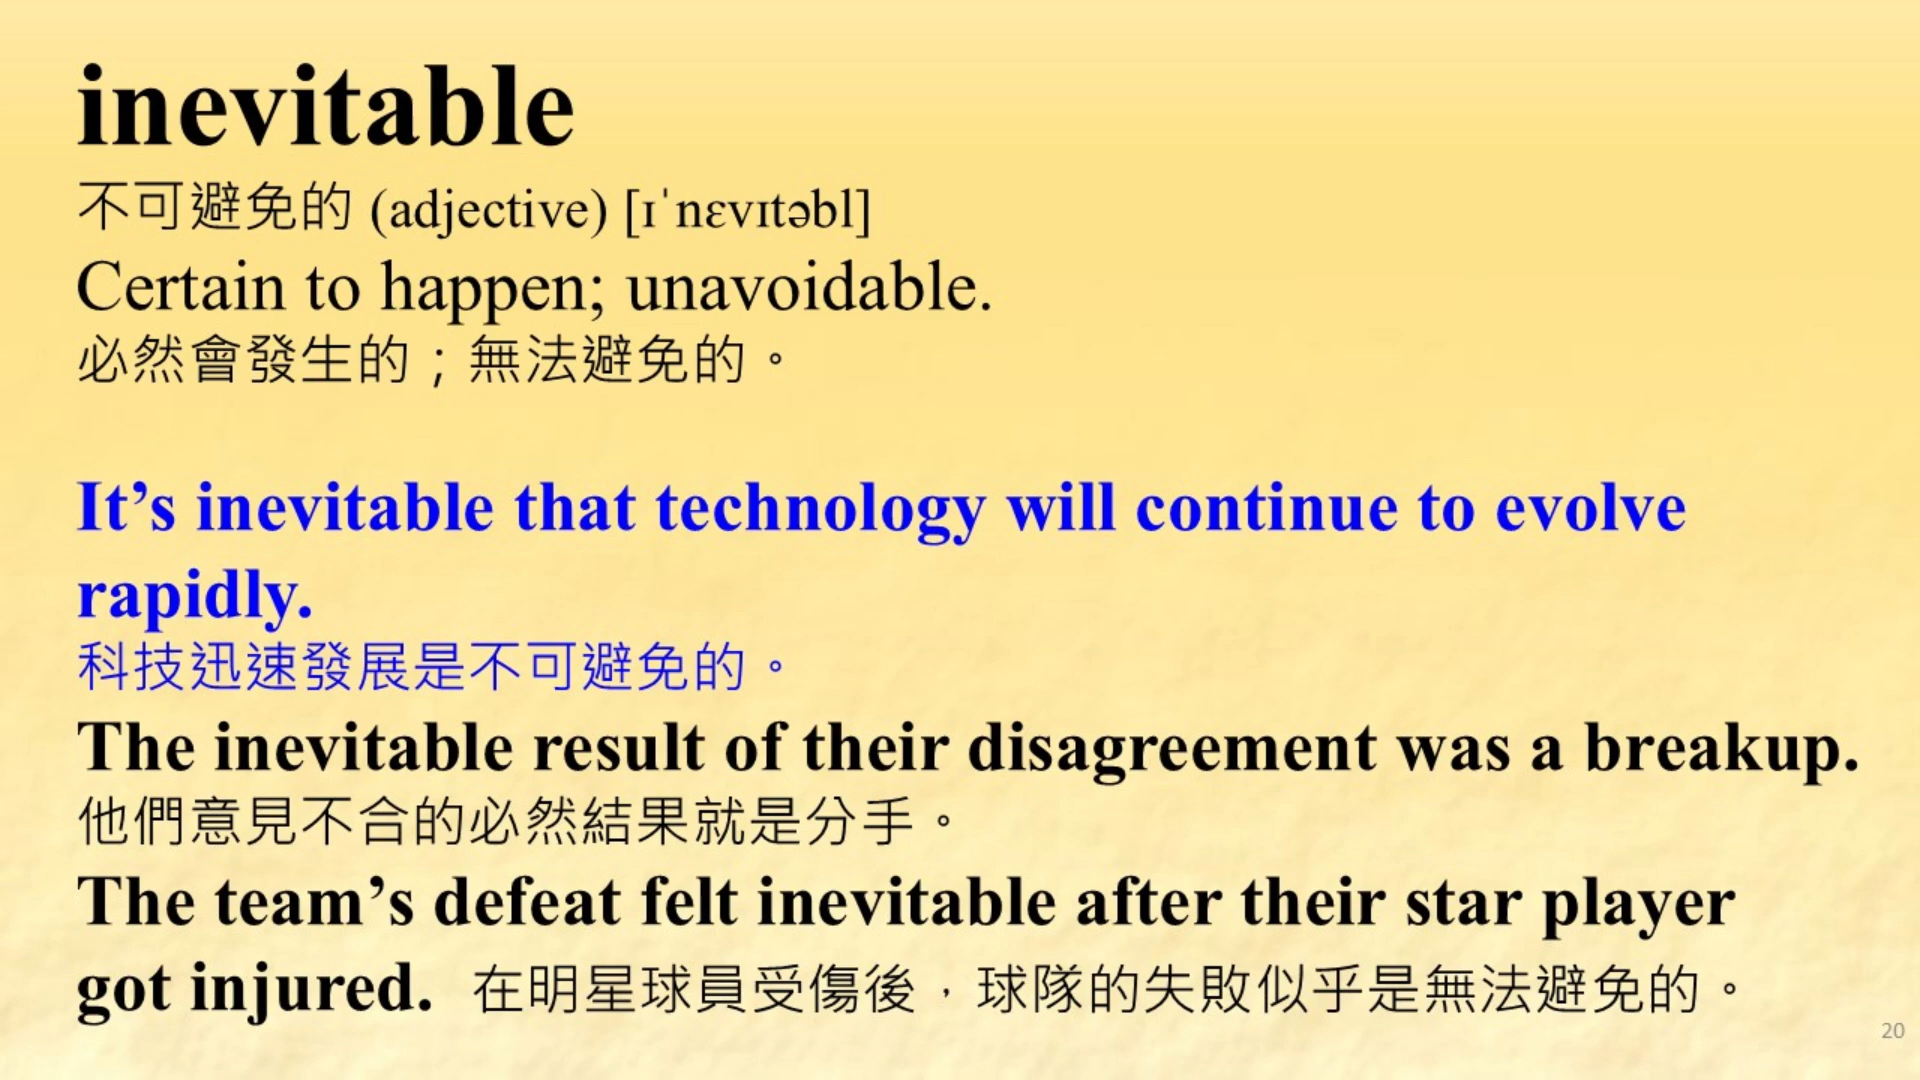 inevitable
不可避免的 (adjective) [ɪˈnɛvɪtəbl]
Certain to happen; unavoidable.
必然會發生的；無法避免的。
It’s inevitable that technology will continue to evolve
rapidly.
科技迅速發展是不可避免的。
The inevitable result of their disagreement was a breakup.
他們意見不合的必然結果就是分手。
The team’s defeat felt inevitable after their star player
got injured. 在明星球員受傷後，球隊的失敗似乎是無法避免的。
20